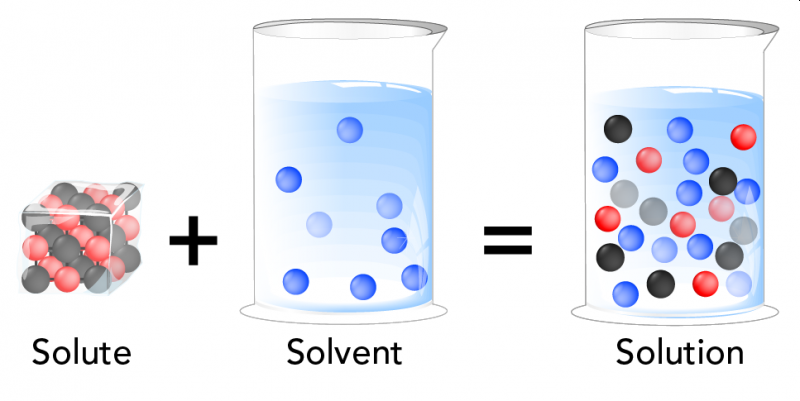 +
=
Solute
Solvent
Solution